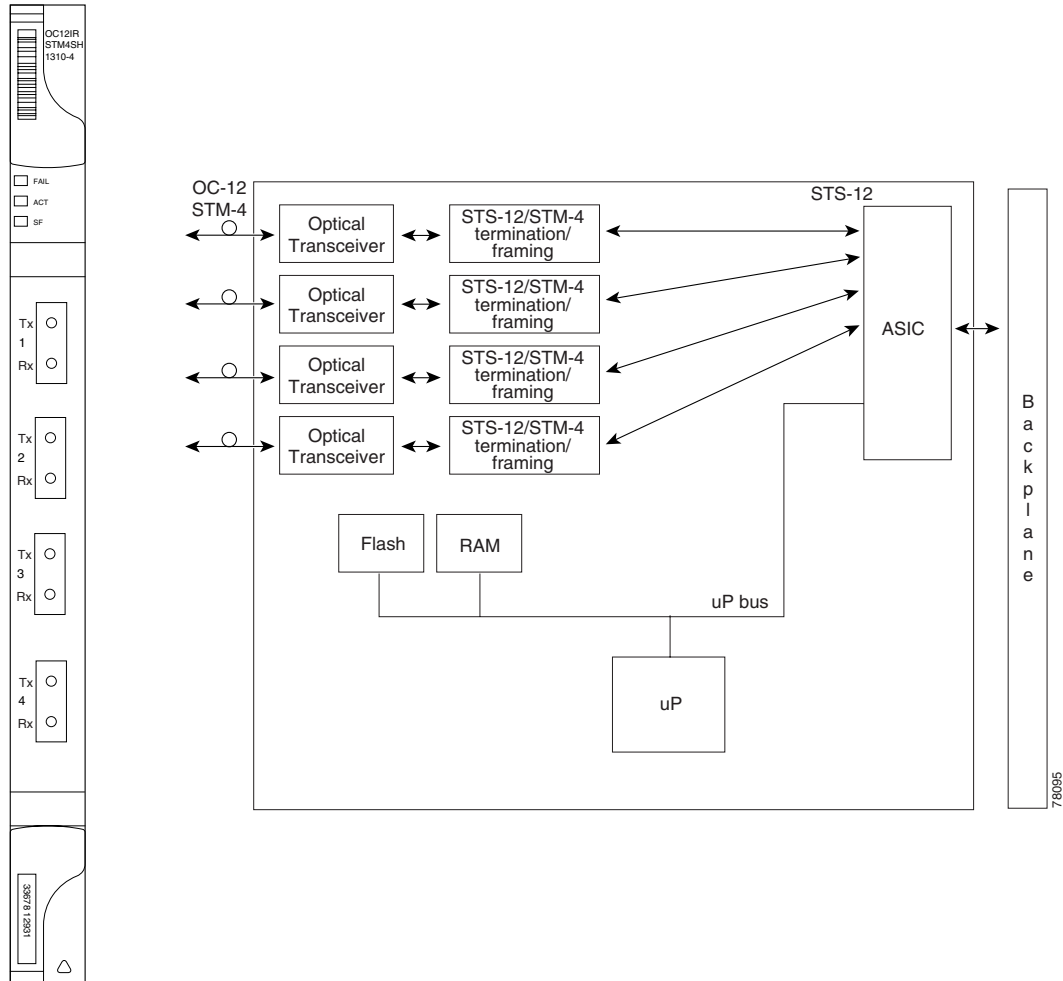 OC12IR
STM4SH
1310-4
FAIL
ACT
SF
Tx
1
Rx
Tx
2
Rx
Tx
3
Rx
Tx
4
Rx
33678 12931
OC-12
STM-4
STS-12
Optical
Transceiver
STS-12/STM-4
termination/
framing
Optical
Transceiver
STS-12/STM-4
termination/
framing
Optical
Transceiver
STS-12/STM-4
termination/
framing
Optical
Transceiver
STS-12/STM-4
termination/
framing
ASIC
Flash
RAM
uP bus
uP
Backplane
78095